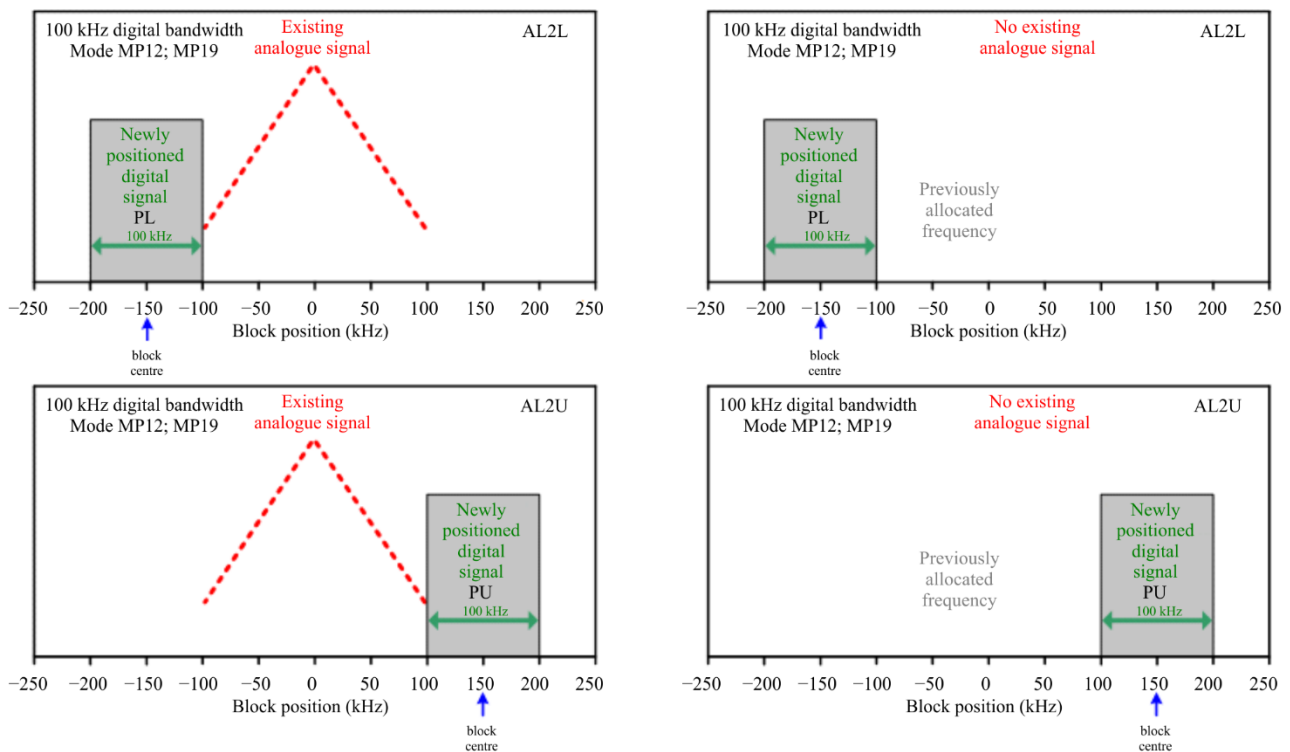 100 kHz digital bandwidth
Mode MP12; MP19
Existing
analogue signal
AL2L
Newly
positioned
digital
signal
PL
100 kHz
−250 −200 −150 −100 −50 0 50 100 150 200 250
Block position (kHz)
block
centre
100 kHz digital bandwidth
Mode MP12; MP19
No existing
analogue signal
AL2L
Newly
positioned
digital
signal
PL
100 kHz
Previously
allocated
frequency
−250 −200 −150 −100 −50 0 50 100 150 200 250
Block position (kHz)
block
centre
100 kHz digital bandwidth
Mode MP12; MP19
Existing
analogue signal
AL2U
Newly
positioned
digital
signal
PU
100 kHz
−250 −200 −150 −100 −50 0 50 100 150 200 250
Block position (kHz)
block
centre
100 kHz digital bandwidth
Mode MP12; MP19
No existing
analogue signal
AL2U
Previously
allocated
frequency
Newly
positioned
digital
signal
PU
100 kHz
−250 −200 −150 −100 −50 0 50 100 150 200 250
Block position (kHz)
block
centre